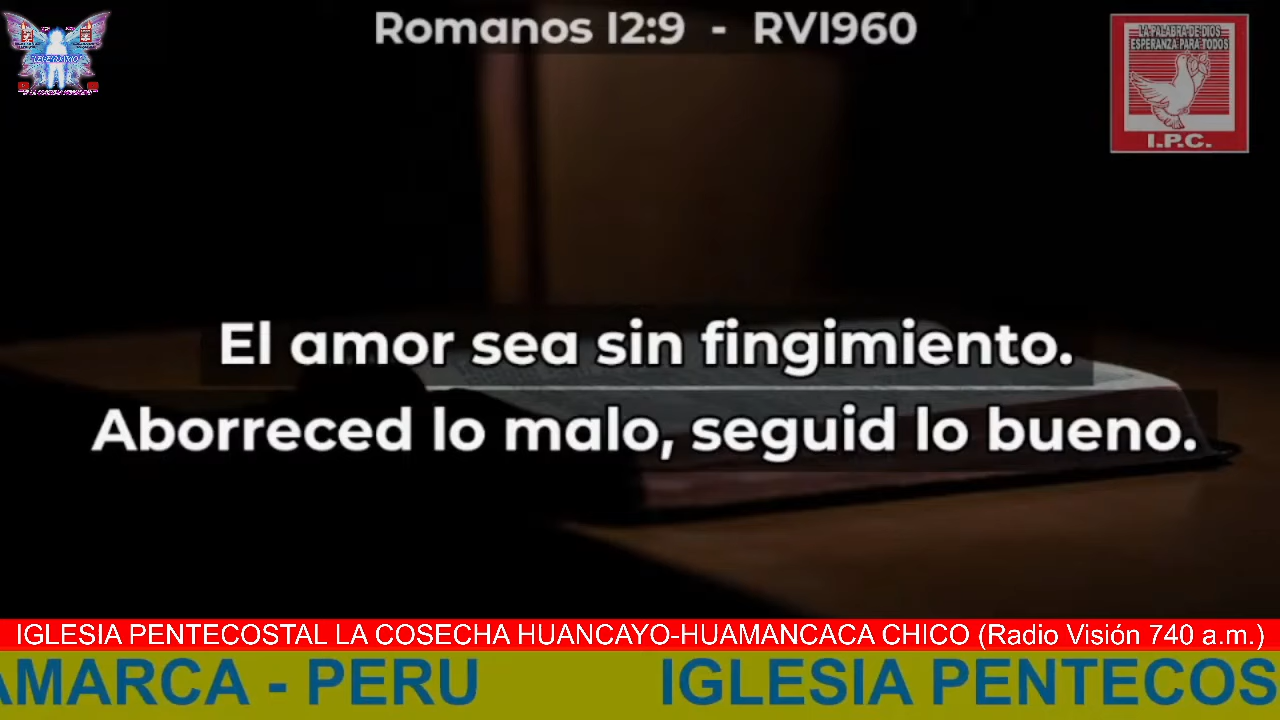 Romanos 12:9 - RV1960
LA PALABRA DE DIOS
ESPERANZA PARA TODOS
I.P.C.
El amor sea sin fingimiento.
Aborreced lo malo, seguid lo bueno.
IGLESIA PENTECOSTAL LA COSECHA HUANCAYO-HUAMANCACA CHICO (Radio Visión 740 a.m.)
AMARCA - PERU IGLESIA PENTECOS